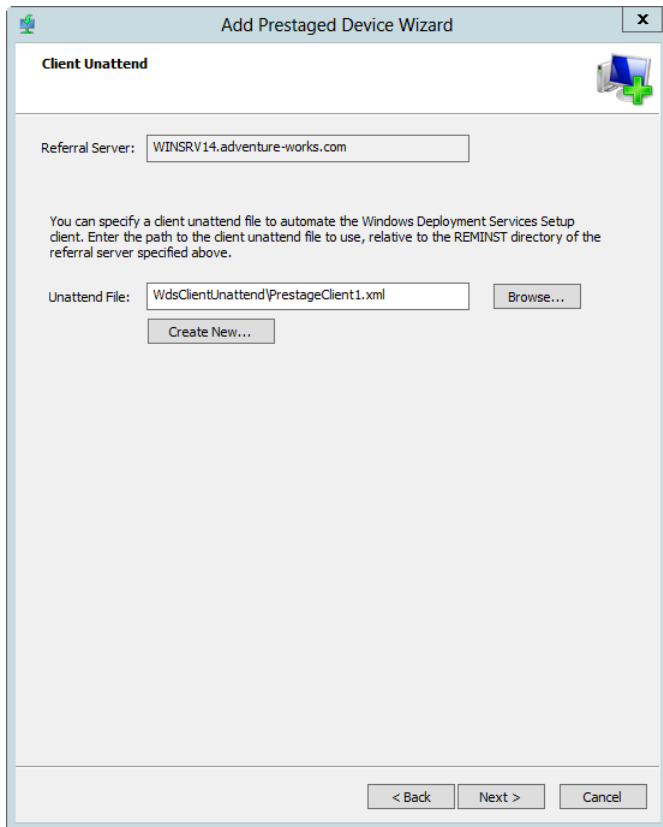 Add Prestaged Device Wizard
x
Client Unattend
Referral Server: WINSRV14.adventure-works.com
You can specify a client unattend file to automate the Windows Deployment Services Setup
client. Enter the path to the client unattend file to use, relative to the REMINST directory of the
referral server specified above.
Unattend File: WdsClientUnattend\PrestageClient1.xml Browse...
Create New...
< Back Next > Cancel